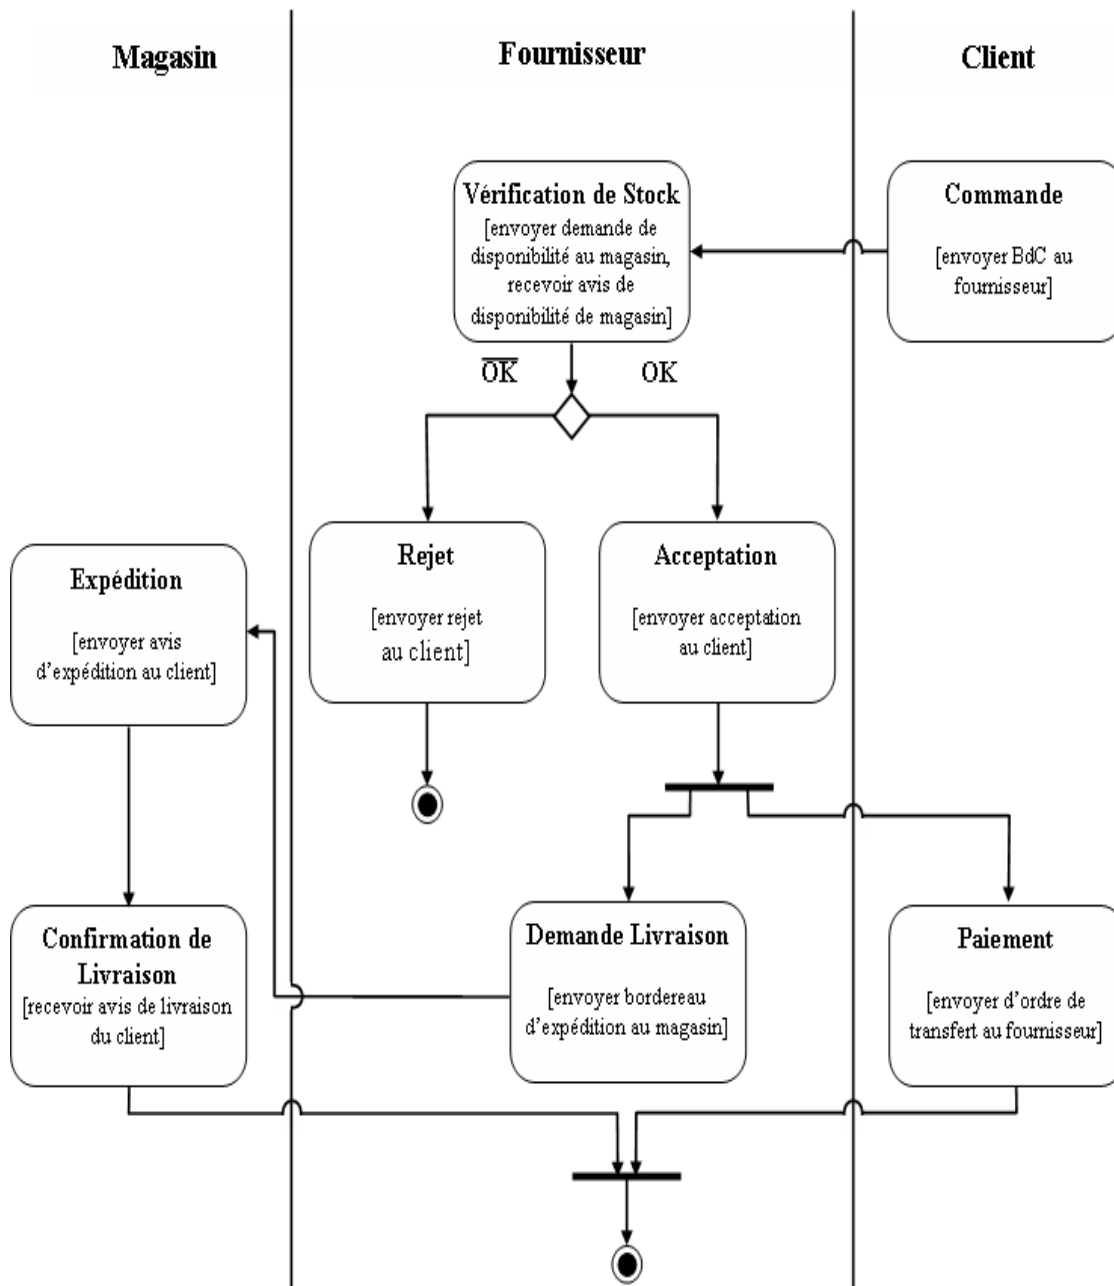 Magasin
Fournisseur
Client
Vérification de Stock
[envoyer demande de
disponibilité au magasin,
recevoir avis de
disponibilité de magasin]
Commande
[envoyer BdC au
fournisseur]
OK
OK
Rejet
[envoyer rejet
au client]
Acceptation
[envoyer acceptation
au client]
Expédition
[envoyer avis
d'expédition au client]
Confirmation de
Livraison
[recevoir avis de livraison
du client]
Demande Livraison
[envoyer bordereau
d'expédition au magasin]
Paiement
[envoyer d'ordre de
transfert au fournisseur]